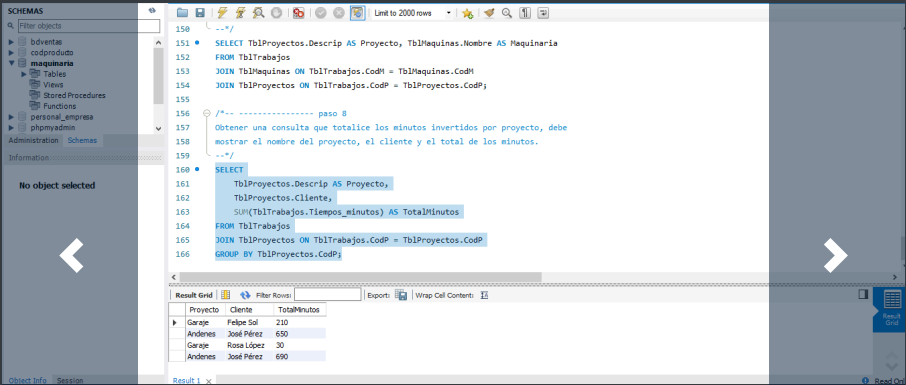 SCHEMAS
Filter objects
bdventas
codproducto
maquinaria
Tables
Views
Stored Procedures
Functions
personal_empresa
phpmyadmin
Administration Schemas
Information
No object selected
Object Info Session
Limit to 2000 rows
150 --*/
151 SELECT TblProyectos.Descrip AS Proyecto, TblMaquinas.Nombre AS Maquinaria
152 FROM TblTrabajos
153 JOIN TblMaquinas ON TblTrabajos.CodM = TblMaquinas.CodM
154 JOIN TblProyectos ON TblTrabajos.CodP = TblProyectos.CodP;
155
156 /*-- ---------------- paso 8
157 Obtener una consulta que totalice los minutos invertidos por proyecto, debe
158 mostrar el nombre del proyecto, el cliente y el total de los minutos.
159 --*/
160 SELECT
161 TblProyectos.Descrip AS Proyecto,
162 TblProyectos.Cliente,
163 SUM(TblTrabajos.Tiempos_minutos) AS TotalMinutos
164 FROM TblTrabajos
165 JOIN TblProyectos ON TblTrabajos.CodP = TblProyectos.CodP
166 GROUP BY TblProyectos.CodP;
Result Grid Filter Rows: Export: Wrap Cell Content:
Proyecto Cliente TotalMinutos
Garaje Felipe Sol 210
Andenes José Pérez 650
Garaje Rosa López 30
Andenes José Pérez 690
Result 1
Result
Grid
Read Onl